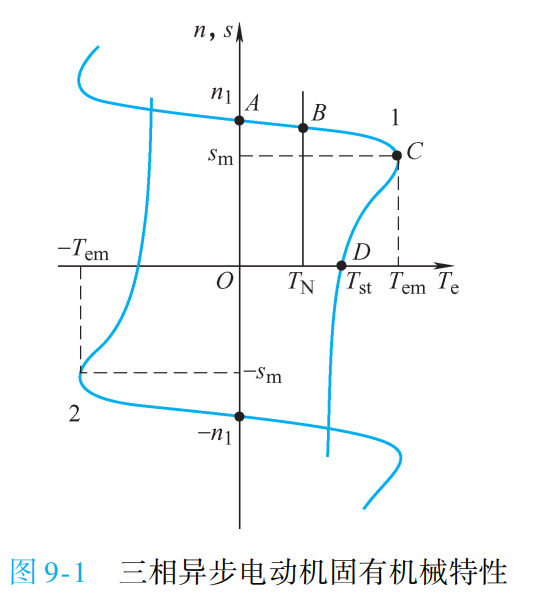 n, s
n₁ A B 1
sₘ C
−Tₑₘ D
O T_N Tₛₜ Tₑₘ Tₑ
−sₘ
2
−n₁
图 9-1 三相异步电动机固有机械特性